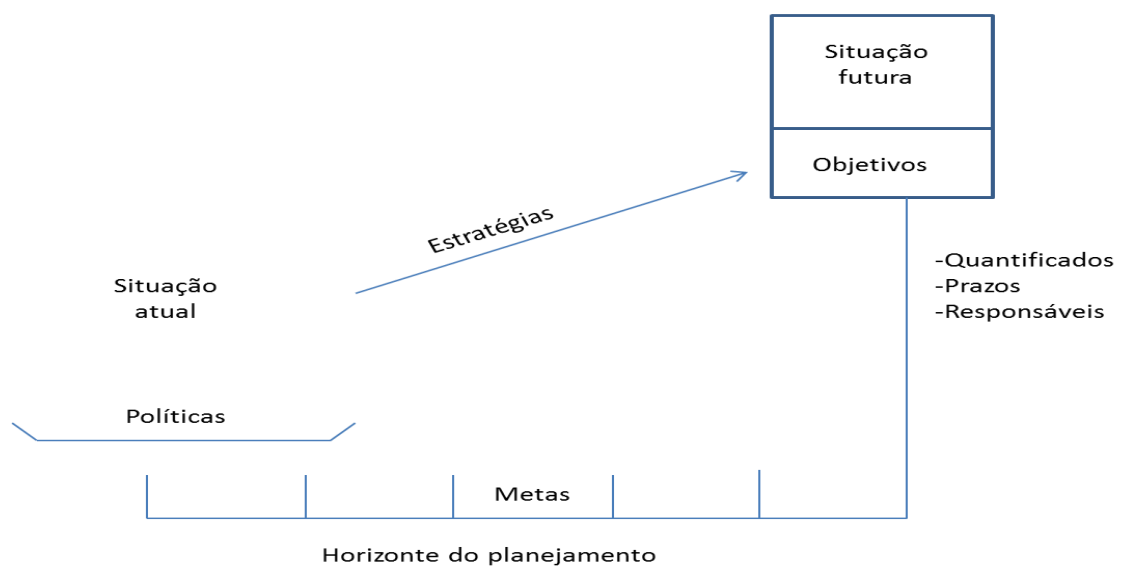 Situação
futura
Objetivos
Estratégias
-Quantificados
-Prazos
-Responsáveis
Situação
atual
Políticas
Metas
Horizonte do planejamento